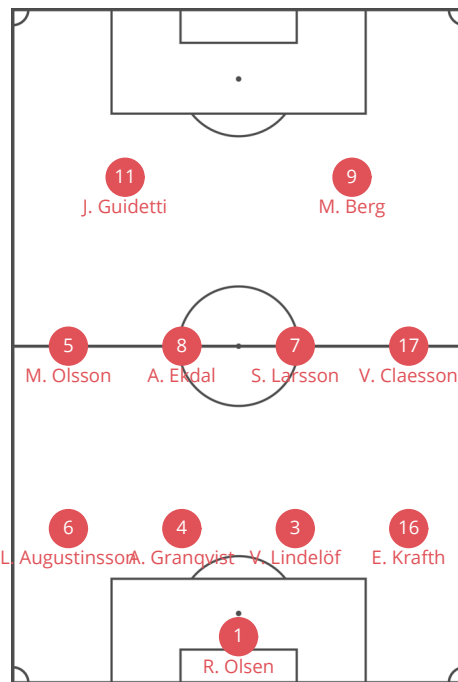 11 9
J. Guidetti M. Berg
5 8 7 17
M. Olsson A. Ekdal S. Larsson V. Claesson
6 4 3 16
L. Augustinsson A. Granqvist V. Lindelöf E. Krafth
1
R. Olsen